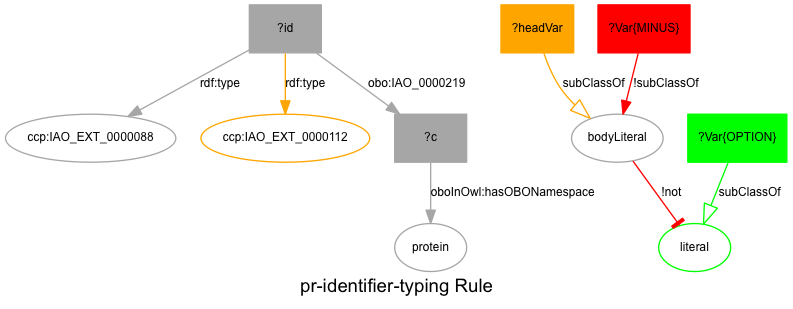 ?id
?headVar
?Var{MINUS}
rdf:type
rdf:type
obo:IAO_0000219
subClassOf
!subClassOf
ccp:IAO_EXT_0000088
ccp:IAO_EXT_0000112
?c
bodyLiteral
?Var{OPTION}
oboInOwl:hasOBONamespace
!not
subClassOf
protein
literal
pr-identifier-typing Rule